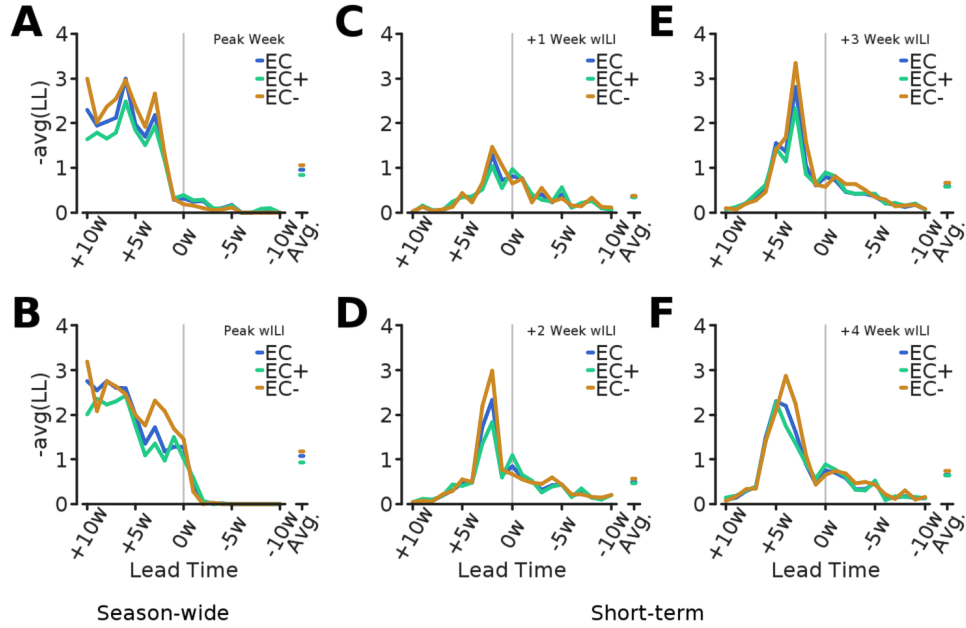 A
Peak Week
EC
EC+
EC-
-avg(LL)
4
3
2
1
0
+10w
+5w
0w
-5w
-10w
Avg.
C
+1 Week wILI
EC
EC+
EC-
4
3
2
1
0
+10w
+5w
0w
-5w
-10w
Avg.
E
+3 Week wILI
EC
EC+
EC-
4
3
2
1
0
+10w
+5w
0w
-5w
-10w
Avg.
B
Peak wILI
EC
EC+
EC-
-avg(LL)
4
3
2
1
0
+10w
+5w
0w
-5w
-10w
Avg.
Lead Time
D
+2 Week wILI
EC
EC+
EC-
4
3
2
1
0
+10w
+5w
0w
-5w
-10w
Avg.
Lead Time
F
+4 Week wILI
EC
EC+
EC-
4
3
2
1
0
+10w
+5w
0w
-5w
-10w
Avg.
Lead Time
Season-wide
Short-term